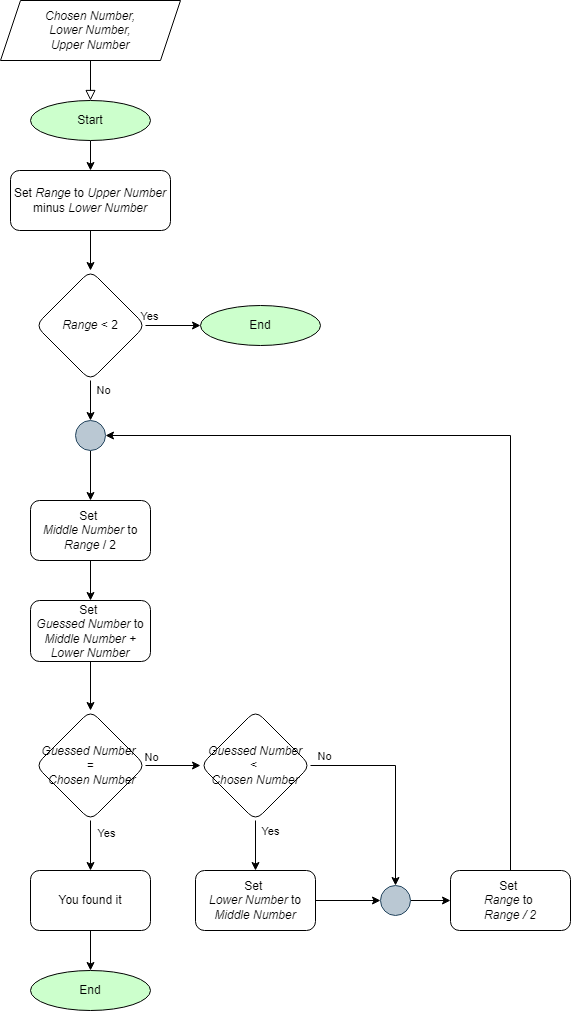 Chosen Number,
Lower Number,
Upper Number
Start
Set Range to Upper Number
minus Lower Number
Range < 2
Yes
End
No
Set
Middle Number to
Range / 2
Set
Guessed Number to
Middle Number +
Lower Number
Guessed Number
=
Chosen Number
No
Guessed Number
<
Chosen Number
No
Yes
Yes
You found it
Set
Lower Number to
Middle Number
Set
Range to
Range / 2
End